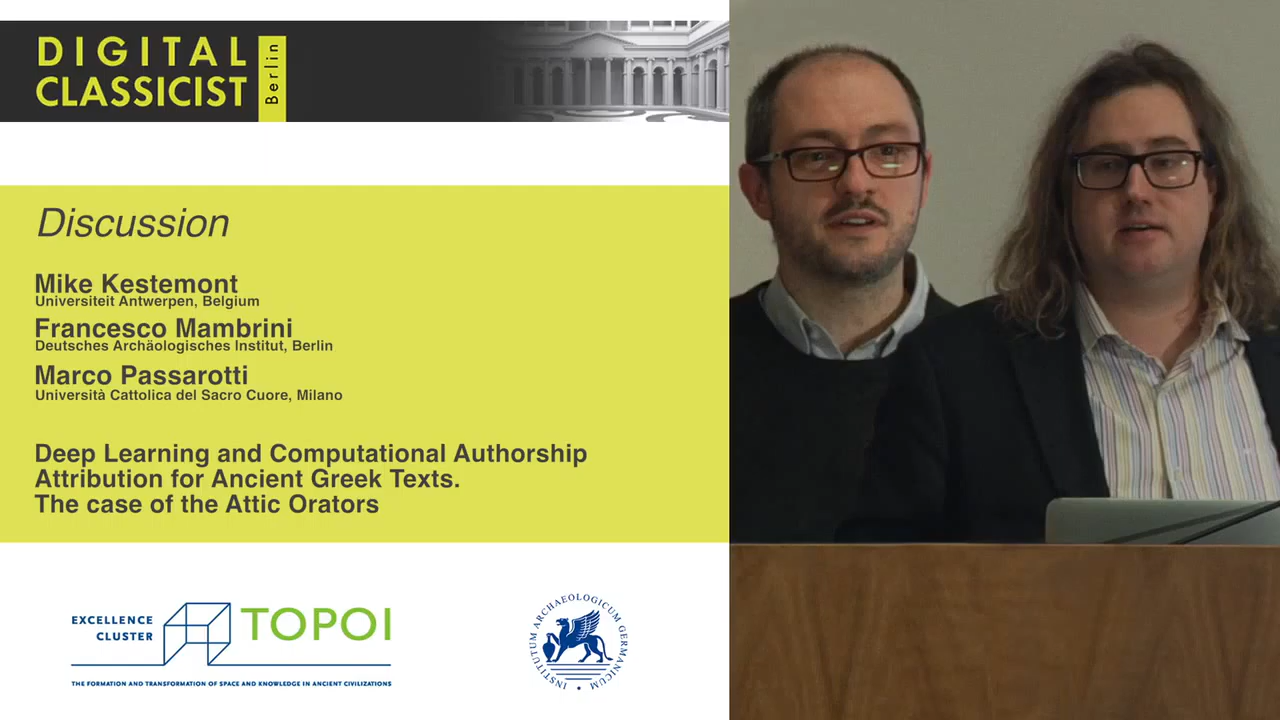 DIGITAL
CLASSICIST
Berlin
Discussion
Mike Kestemont
Universiteit Antwerpen, Belgium
Francesco Mambrini
Deutsches Archäologisches Institut, Berlin
Marco Passarotti
Università Cattolica del Sacro Cuore, Milano
Deep Learning and Computational Authorship
Attribution for Ancient Greek Texts.
The case of the Attic Orators
EXCELLENCE
CLUSTER
TOPOI
THE FORMATION AND TRANSFORMATION OF SPACE AND KNOWLEDGE IN ANCIENT CIVILIZATIONS
INSTITUTUM ARCHAEOLOGICUM GERMANICUM